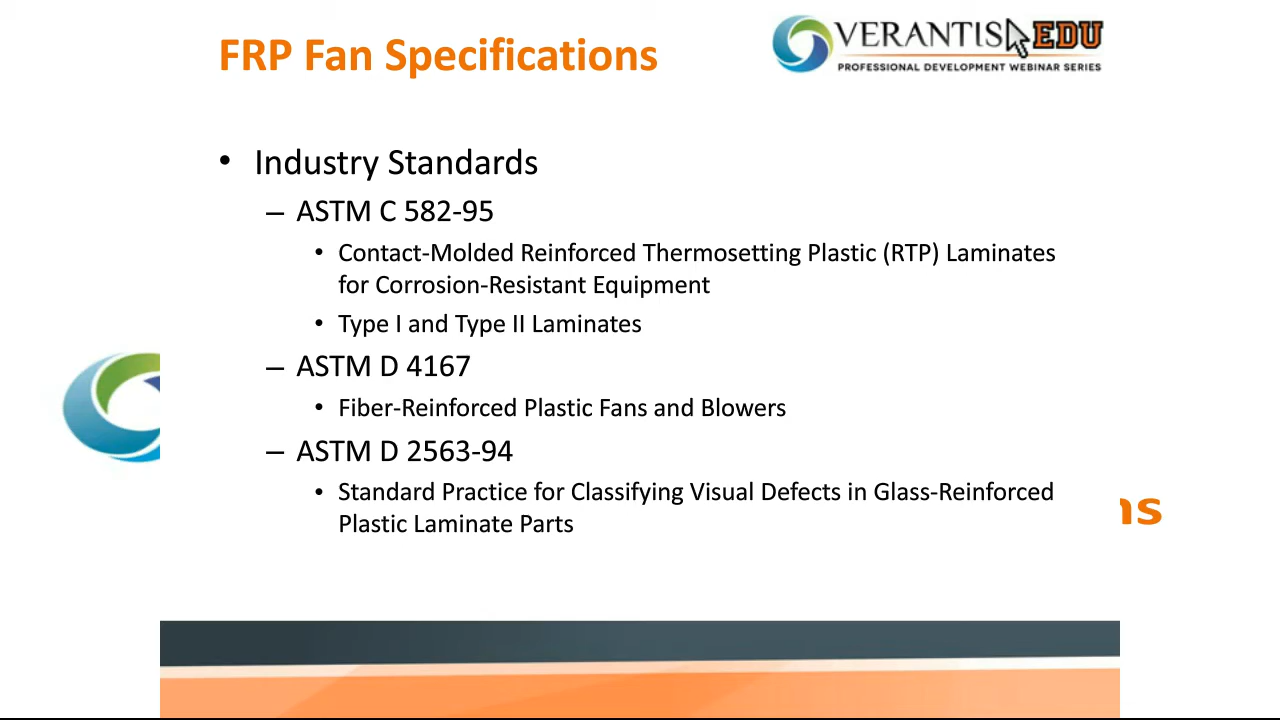 FRP Fan Specifications
VERANTIS EDU
PROFESSIONAL DEVELOPMENT WEBINAR SERIES
• Industry Standards
– ASTM C 582-95
• Contact-Molded Reinforced Thermosetting Plastic (RTP) Laminates
for Corrosion-Resistant Equipment
• Type I and Type II Laminates
– ASTM D 4167
• Fiber-Reinforced Plastic Fans and Blowers
– ASTM D 2563-94
• Standard Practice for Classifying Visual Defects in Glass-Reinforced
Plastic Laminate Parts